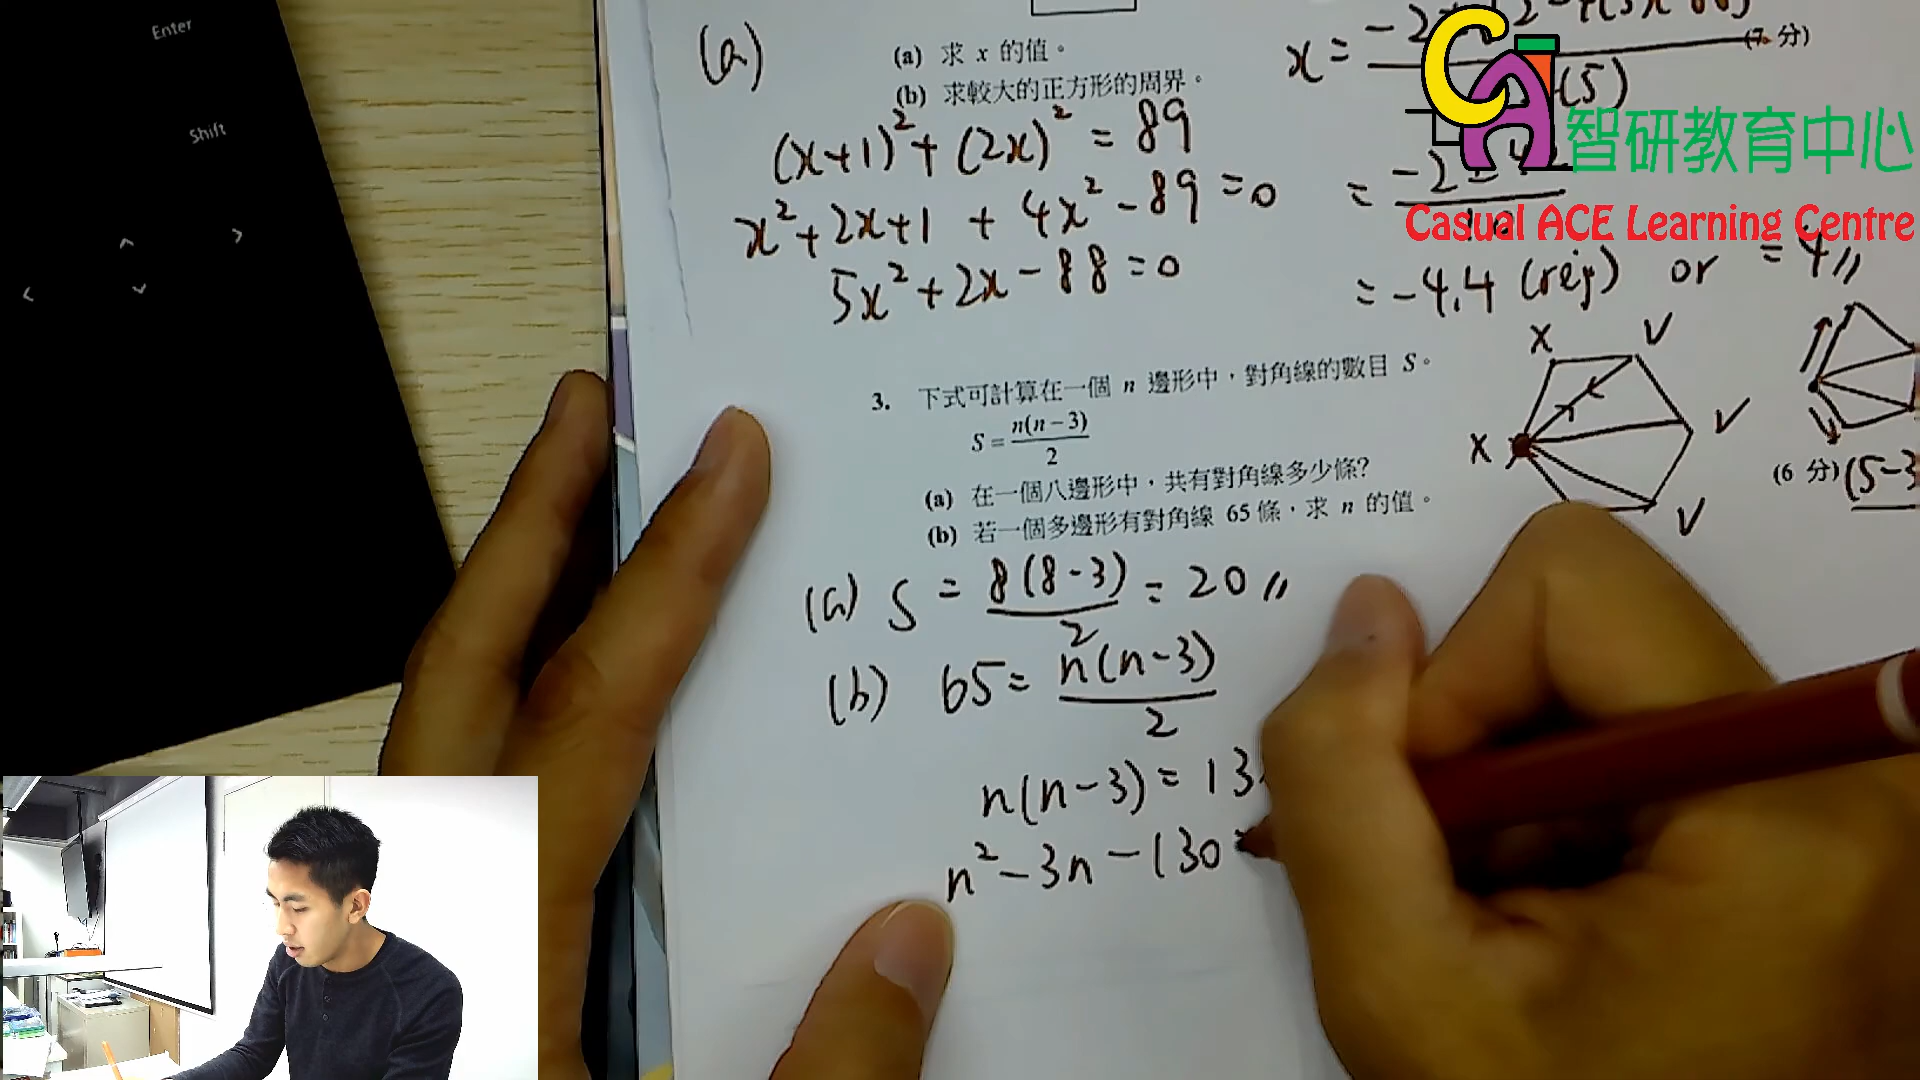 Enter
Shift
(a)
(a) 求 x 的值。
(b) 求較大的正方形的周界。
(7 分)
(x+1)² + (2x)² = 89
x² + 2x + 1 + 4x² - 89 = 0
5x² + 2x - 88 = 0
x =
(5)
=
= -4.4 (rej) or = 4
智研教育中心
Casual ACE Learning Centre
3. 下式可計算在一個 n 邊形中，對角線的數目 S。
S = n(n − 3)
2
(a) 在一個八邊形中，共有對角線多少條?
(b) 若一個多邊形有對角線 65 條，求 n 的值。
(6 分)
(5-3
X
V
X
V
V
(a) S = 8(8-3) = 20
2
(b) 65 = n(n-3)
2
n(n-3) = 13
n² - 3n - 130 =